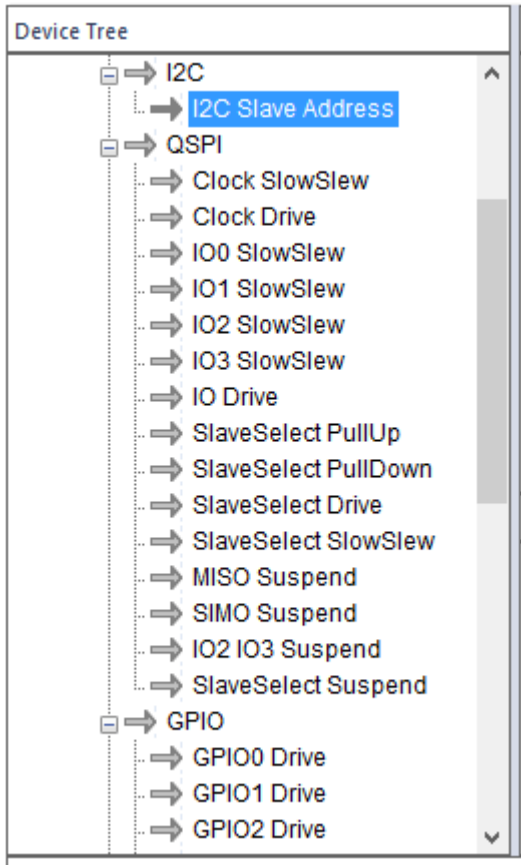 Device Tree
I2C
I2C Slave Address
QSPI
Clock SlowSlew
Clock Drive
IO0 SlowSlew
IO1 SlowSlew
IO2 SlowSlew
IO3 SlowSlew
IO Drive
SlaveSelect PullUp
SlaveSelect PullDown
SlaveSelect Drive
SlaveSelect SlowSlew
MISO Suspend
SIMO Suspend
IO2 IO3 Suspend
SlaveSelect Suspend
GPIO
GPIO0 Drive
GPIO1 Drive
GPIO2 Drive